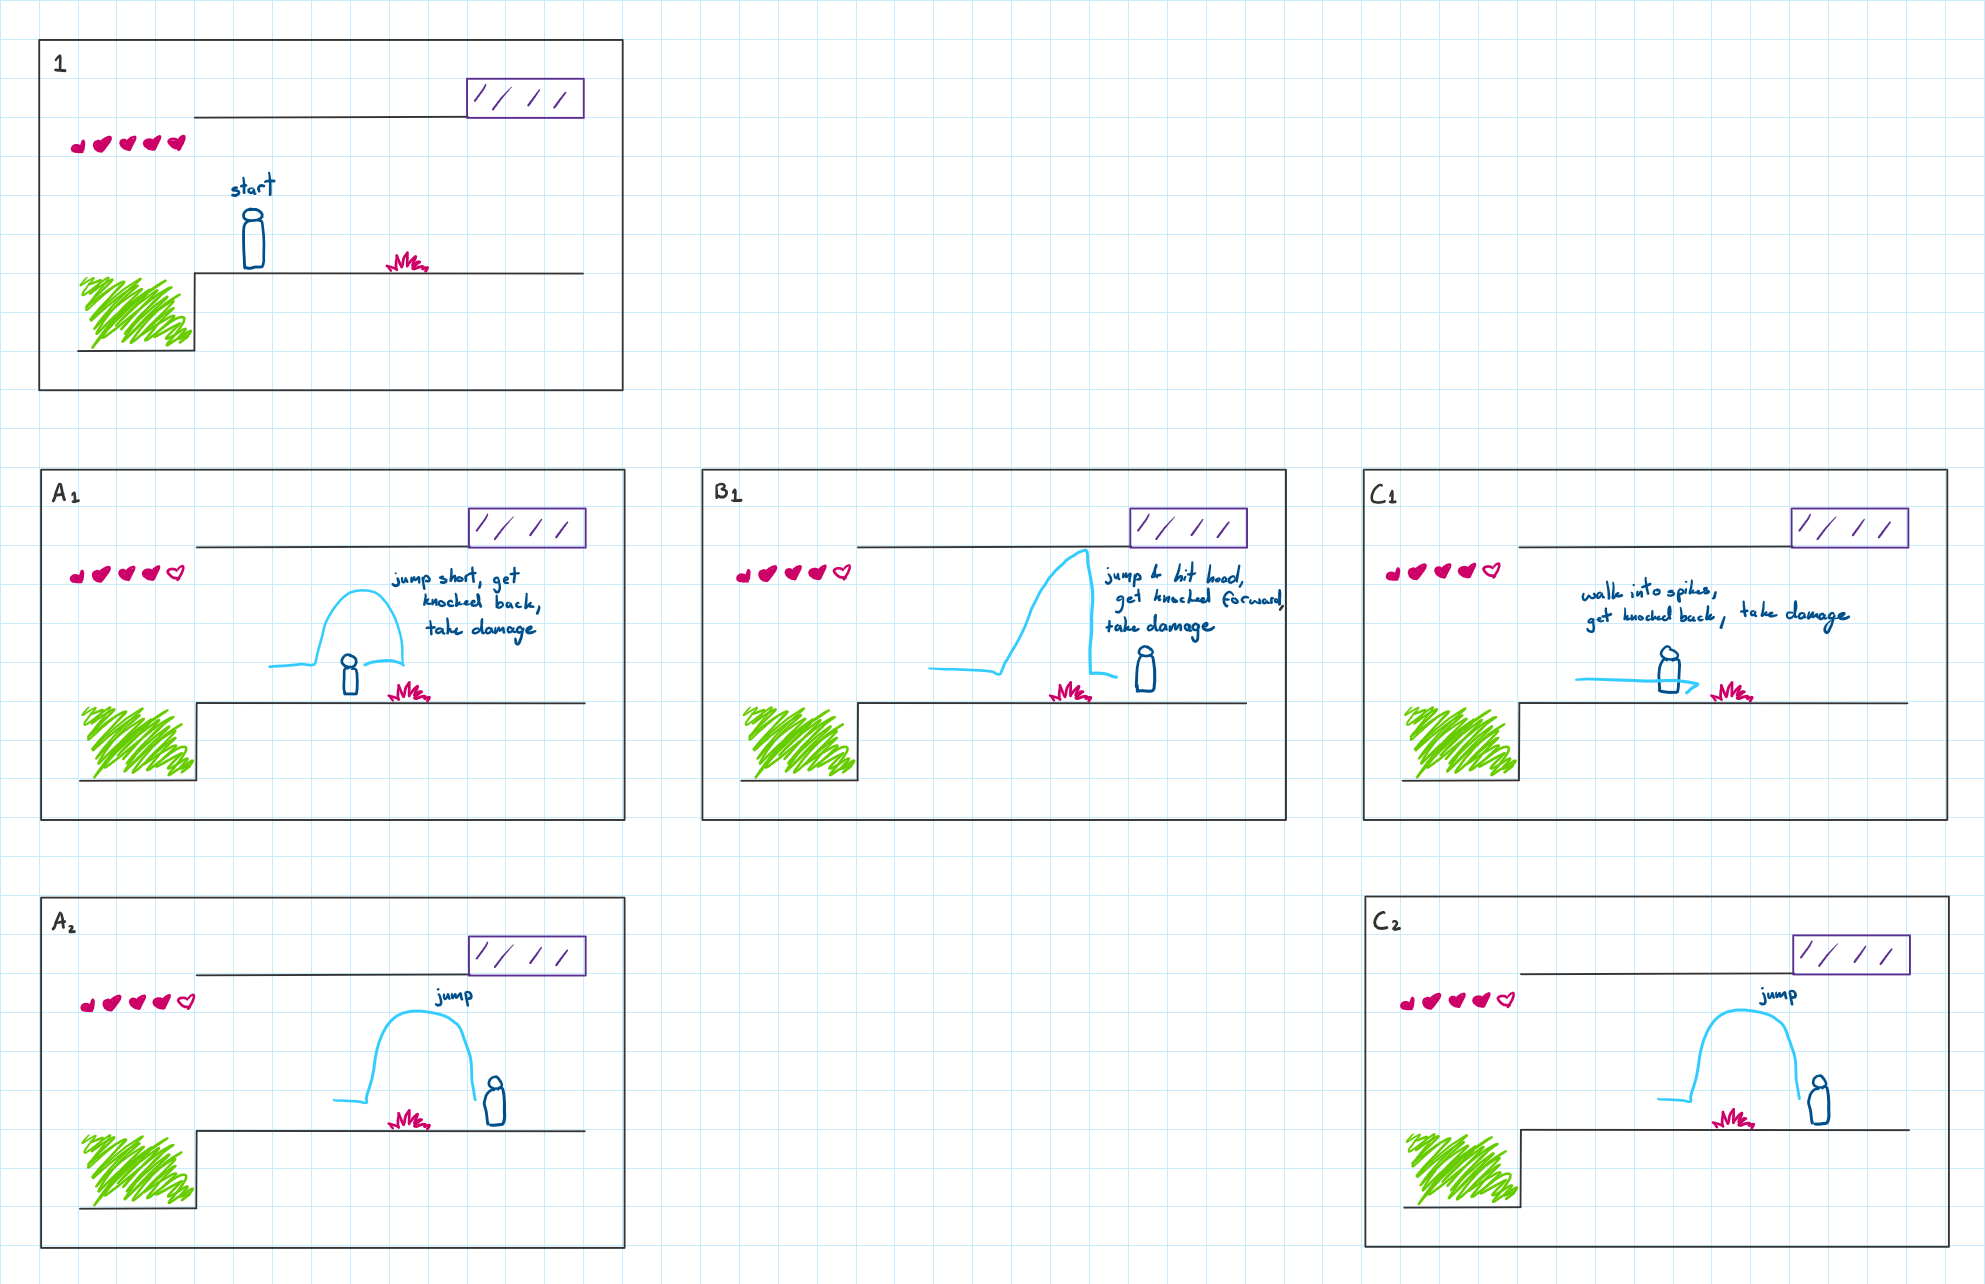 1
start
A1
jump short, get
knocked back,
take damage
B1
jump & hit head,
get knocked forward,
take damage
C1
walk into spikes,
get knocked back, take damage
A2
jump
C2
jump